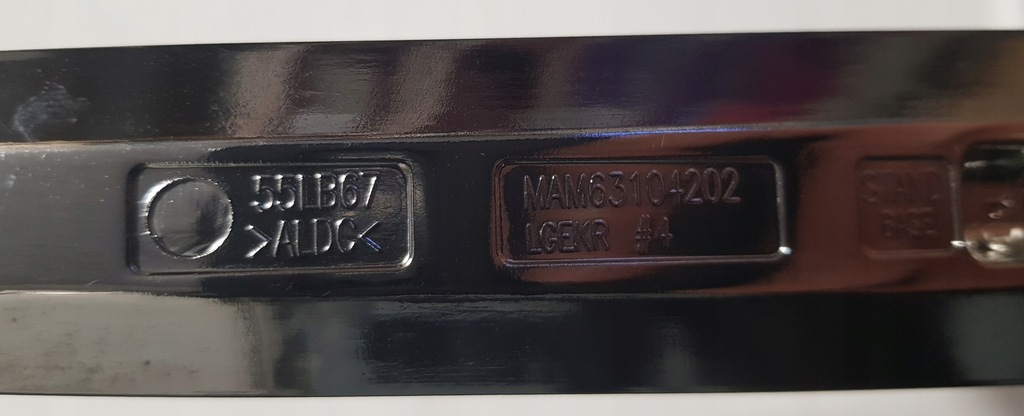 55LB67
>ALDC<
MAM63104202
LGEKR #4
STAND
BASE